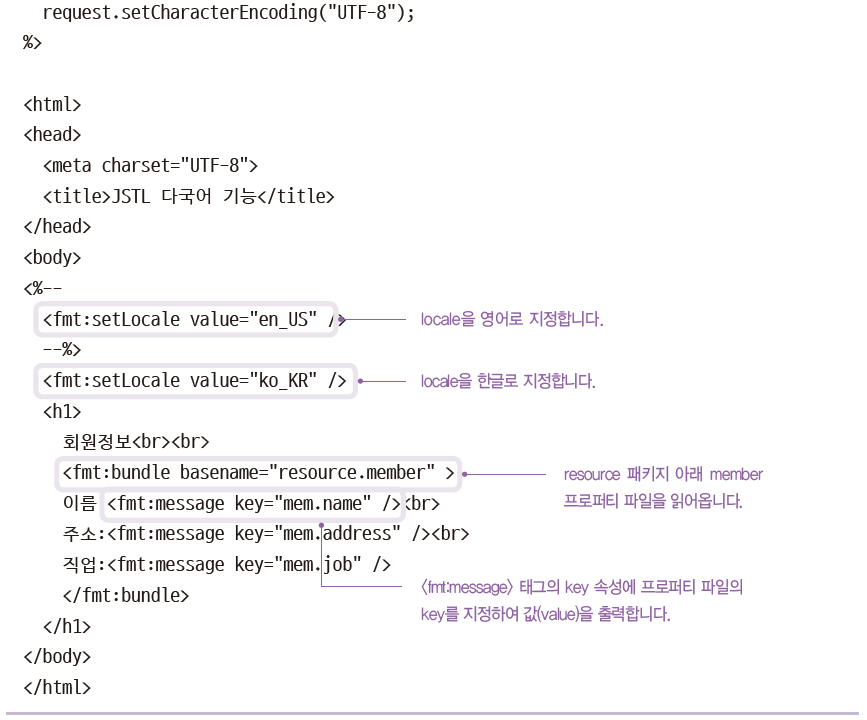 request.setCharacterEncoding("UTF-8");
%>
<html>
<head>
<meta charset="UTF-8">
<title>JSTL 다국어 기능</title>
</head>
<body>
<%--
<fmt:setLocale value="en_US" />
locale을 영어로 지정합니다.
--%>
<fmt:setLocale value="ko_KR" />
locale을 한글로 지정합니다.
<h1>
회원정보<br><br>
<fmt:bundle basename="resource.member" >
resource 패키지 아래 member
프로퍼티 파일을 읽어옵니다.
이름 <fmt:message key="mem.name" /><br>
주소:<fmt:message key="mem.address" /><br>
직업:<fmt:message key="mem.job" />
<fmt:message> 태그의 key 속성에 프로퍼티 파일의
key를 지정하여 값(value)을 출력합니다.
</fmt:bundle>
</h1>
</body>
</html>